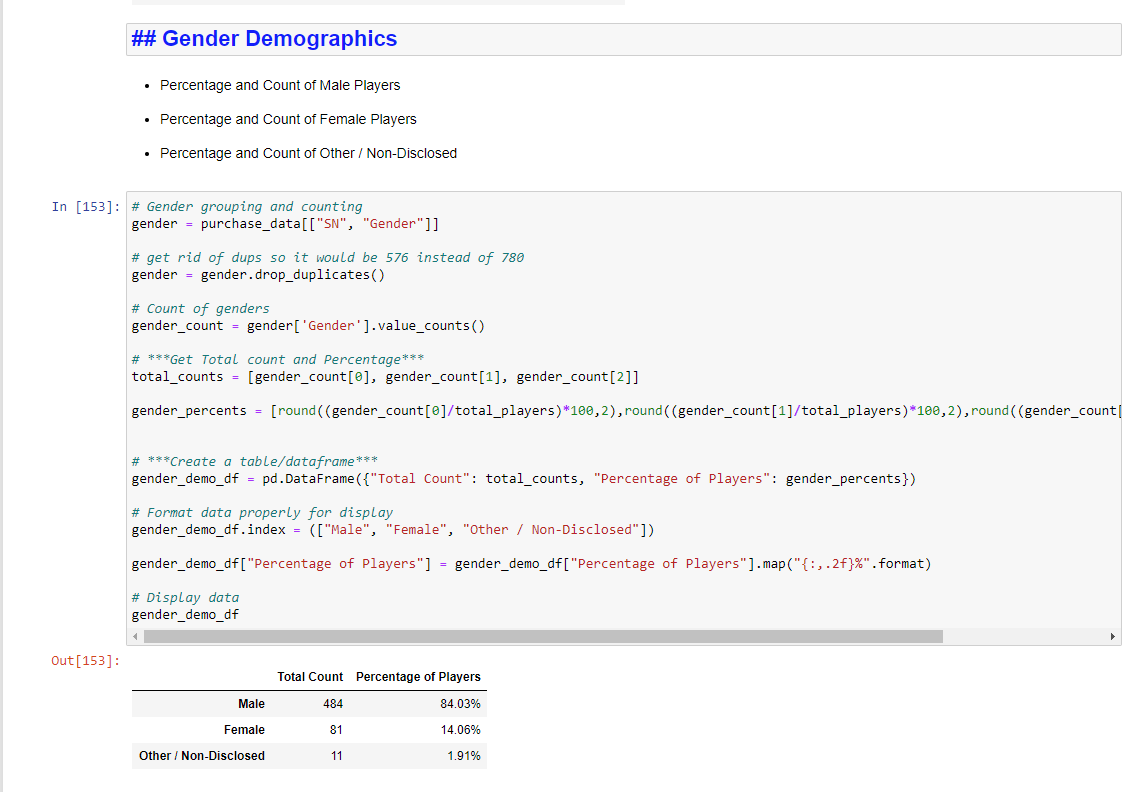 ## Gender Demographics
• Percentage and Count of Male Players
• Percentage and Count of Female Players
• Percentage and Count of Other / Non-Disclosed
In [153]: # Gender grouping and counting
gender = purchase_data[["SN", "Gender"]]
# get rid of dups so it would be 576 instead of 780
gender = gender.drop_duplicates()
# Count of genders
gender_count = gender['Gender'].value_counts()
# ***Get Total count and Percentage***
total_counts = [gender_count[0], gender_count[1], gender_count[2]]
gender_percents = [round((gender_count[0]/total_players)*100,2),round((gender_count[1]/total_players)*100,2),round((gender_count[
# ***Create a table/dataframe***
gender_demo_df = pd.DataFrame({"Total Count": total_counts, "Percentage of Players": gender_percents})
# Format data properly for display
gender_demo_df.index = (["Male", "Female", "Other / Non-Disclosed"])
gender_demo_df["Percentage of Players"] = gender_demo_df["Percentage of Players"].map("{:,.2f}%".format)
# Display data
gender_demo_df
Out[153]:
Total Count Percentage of Players
Male 484 84.03%
Female 81 14.06%
Other / Non-Disclosed 11 1.91%